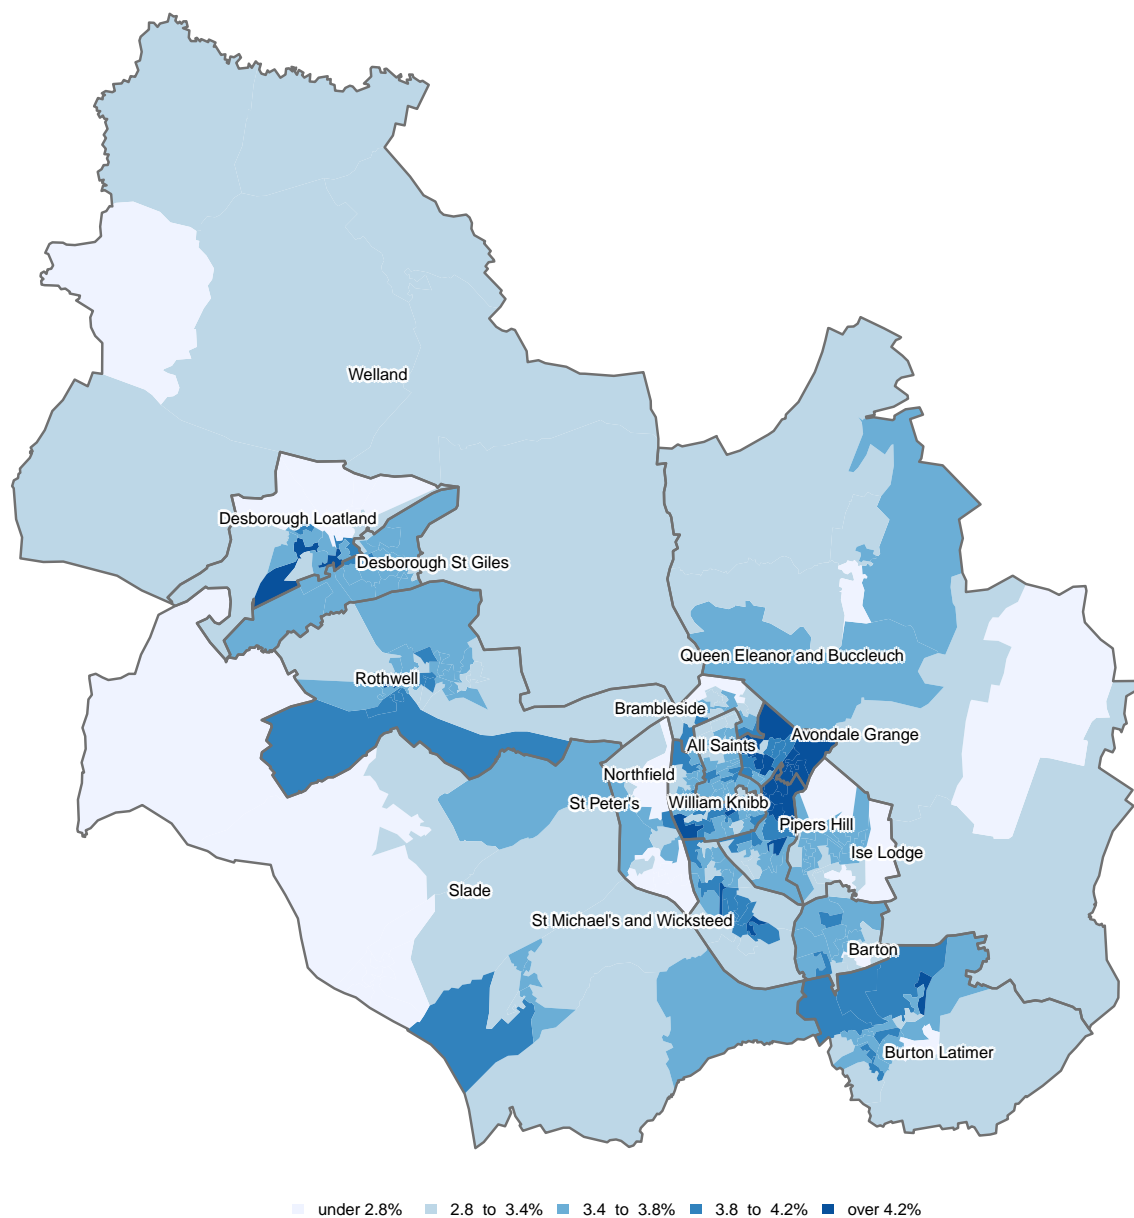 Welland
Desborough Loatland
Desborough St Giles
Queen Eleanor and Buccleuch
Rothwell
Brambleside
Avondale Grange
All Saints
Northfield
St Peter's
William Knibb
Pipers Hill
Ise Lodge
Slade
St Michael's and Wicksteed
Barton
Burton Latimer
under 2.8% 2.8 to 3.4% 3.4 to 3.8% 3.8 to 4.2% over 4.2%